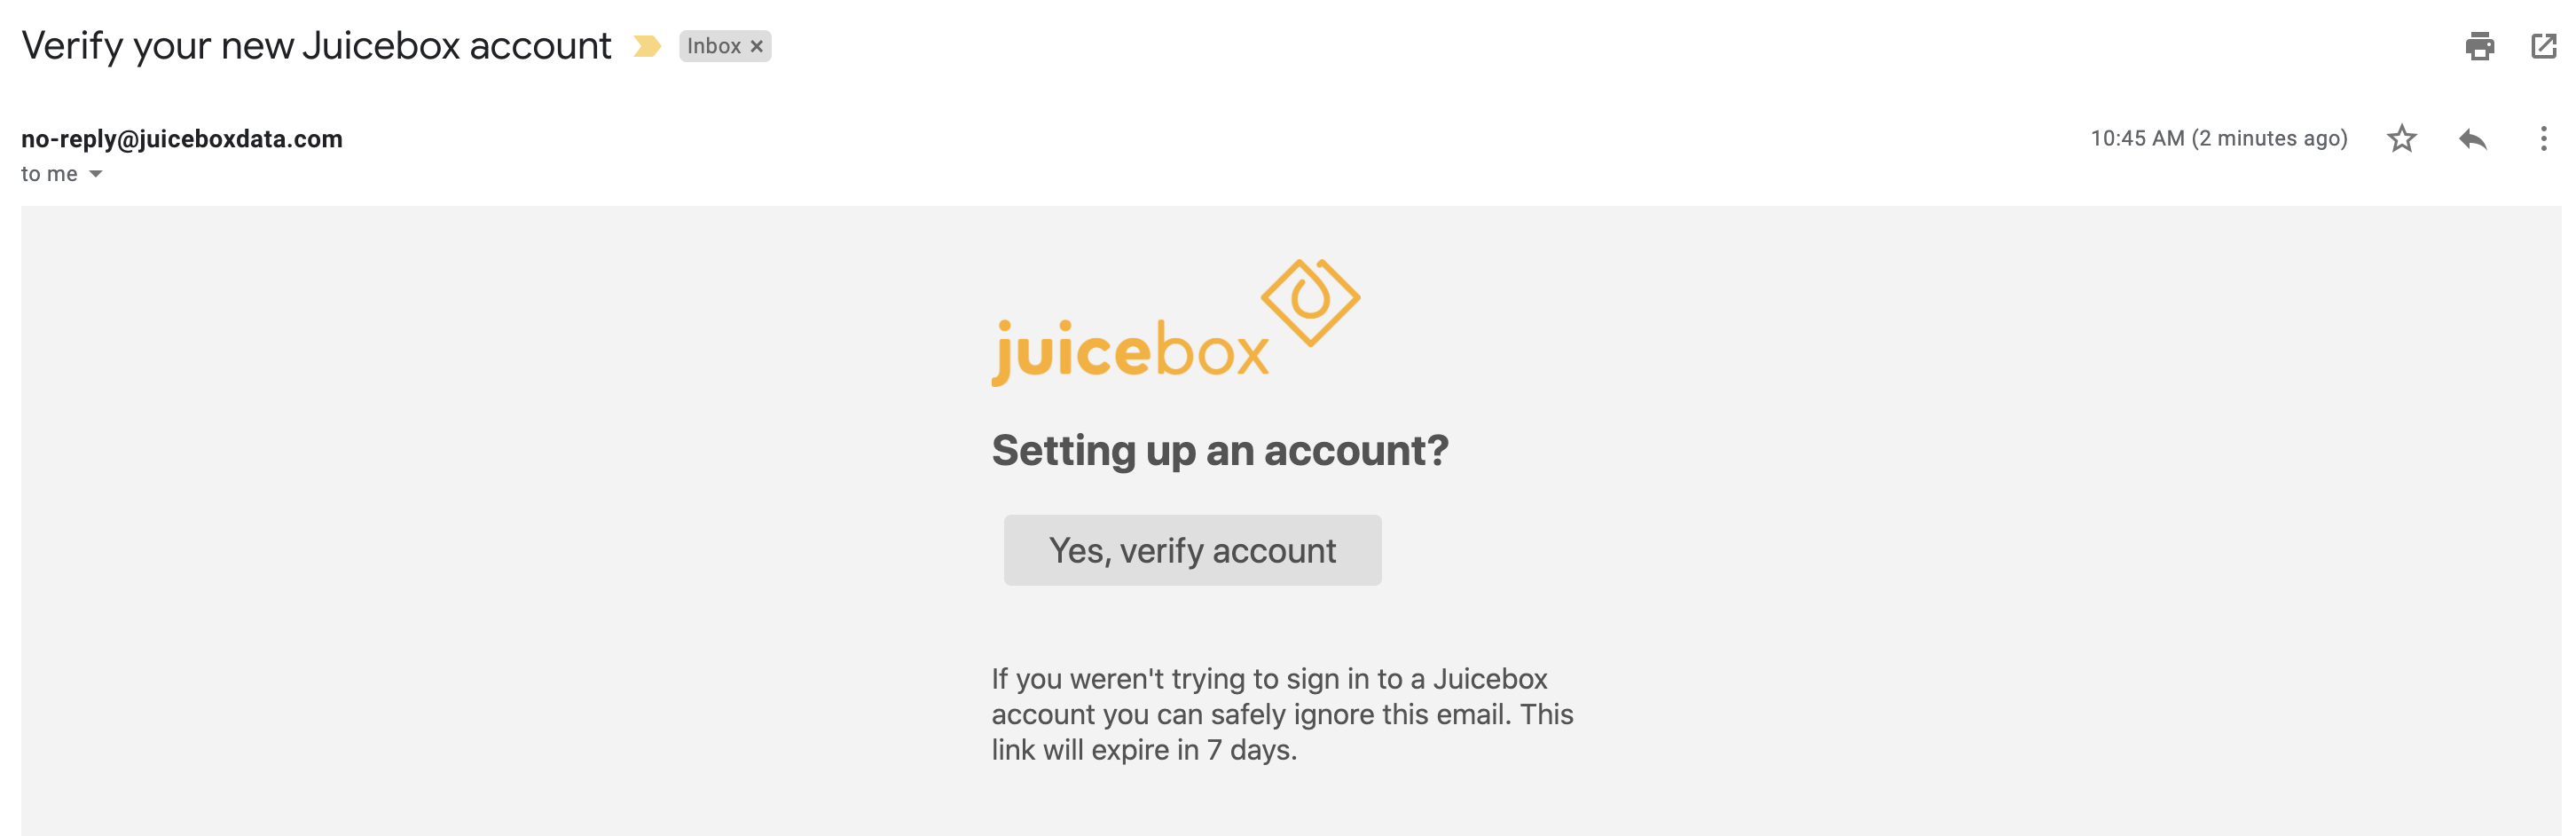 Verify your new Juicebox account
Inbox ×
no-reply@juiceboxdata.com
10:45 AM (2 minutes ago)
to me
juicebox
Setting up an account?
Yes, verify account
If you weren't trying to sign in to a Juicebox
account you can safely ignore this email. This
link will expire in 7 days.